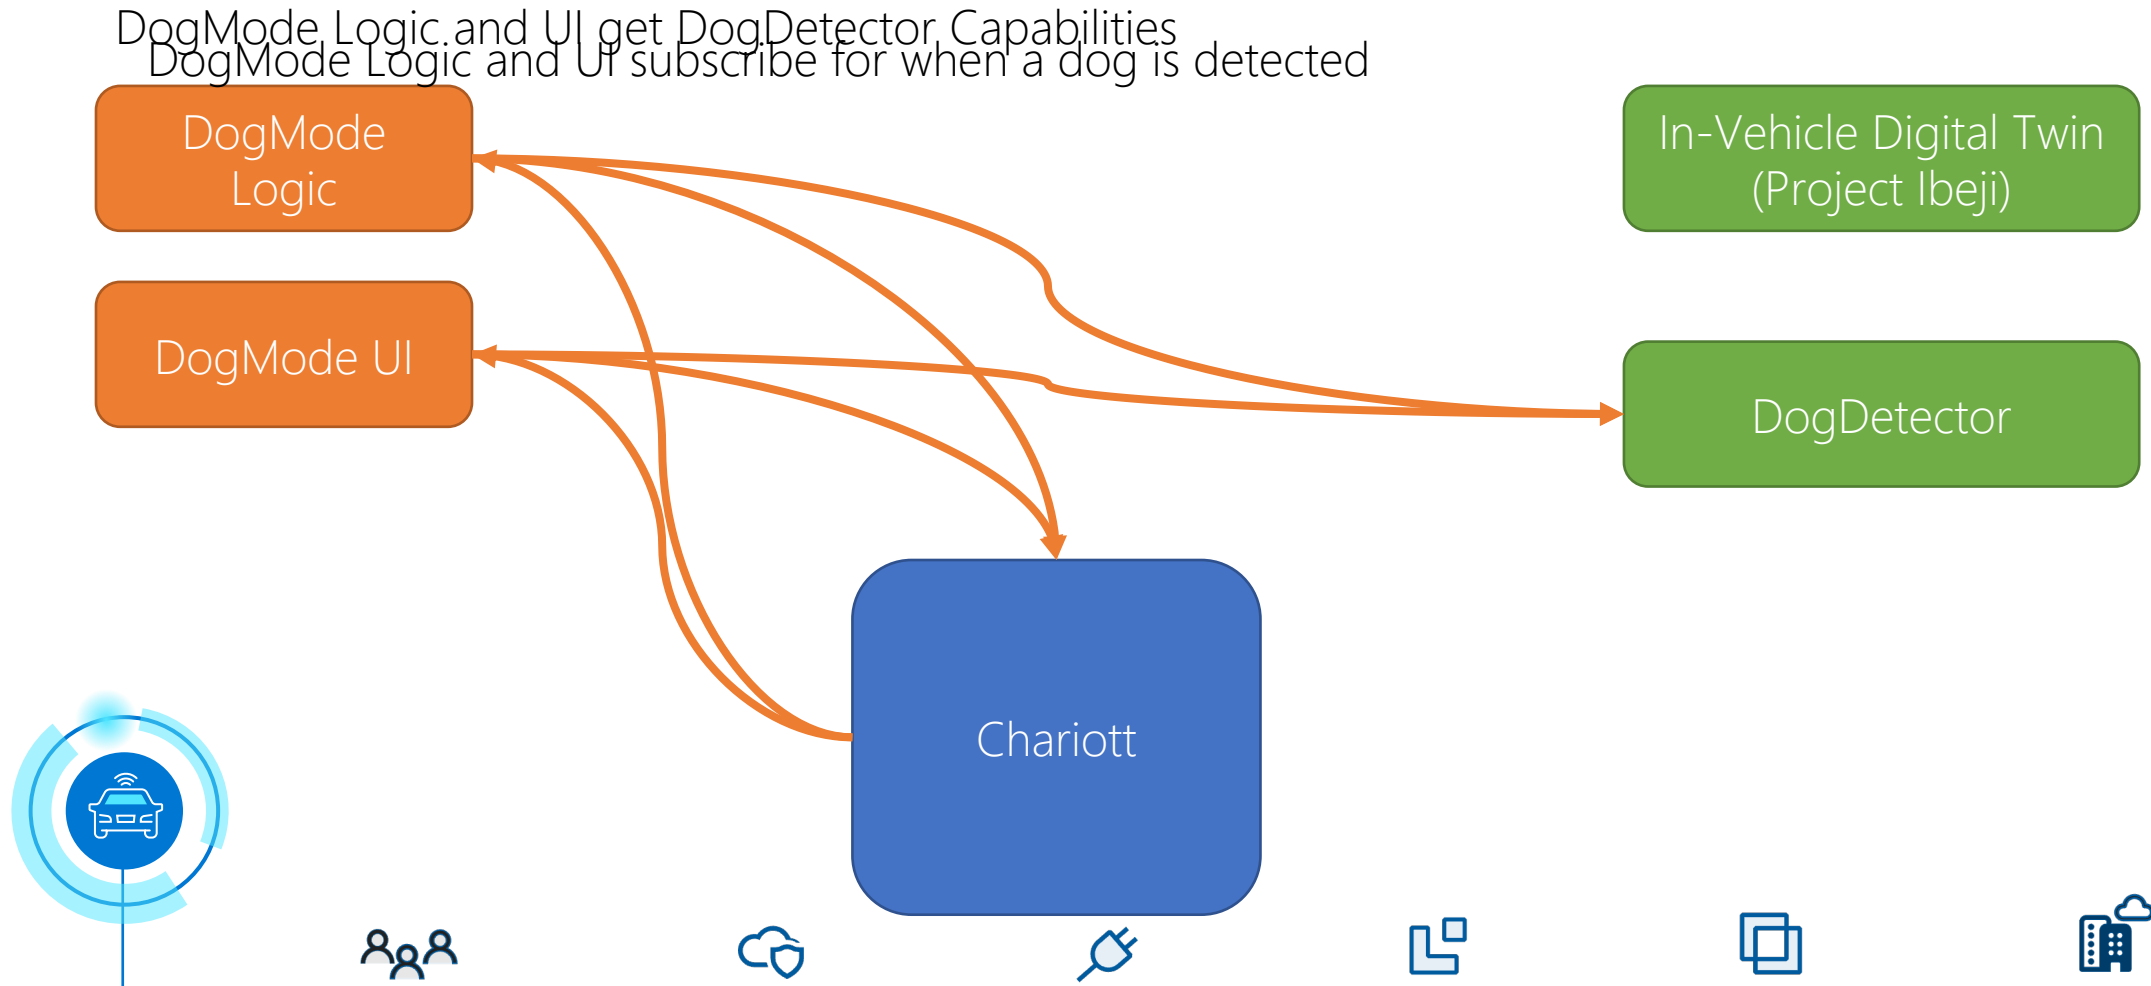 DogMode Logic and UI get DogDetector Capabilities
DogMode Logic and UI subscribe for when a dog is detected
DogMode
Logic
In-Vehicle Digital Twin
(Project Ibeji)
DogMode UI
DogDetector
Chariott